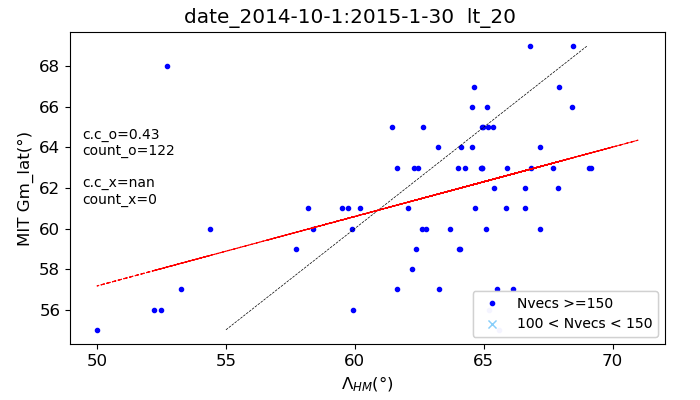 date_2014-10-1:2015-1-30 lt_20
MIT Gm_lat(°)
68
66
64
62
60
58
56
c.c_o=0.43
count_o=122
c.c_x=nan
count_x=0
Nvecs >=150
100 < Nvecs < 150
50
55
60
65
70
Λ_HM(°)